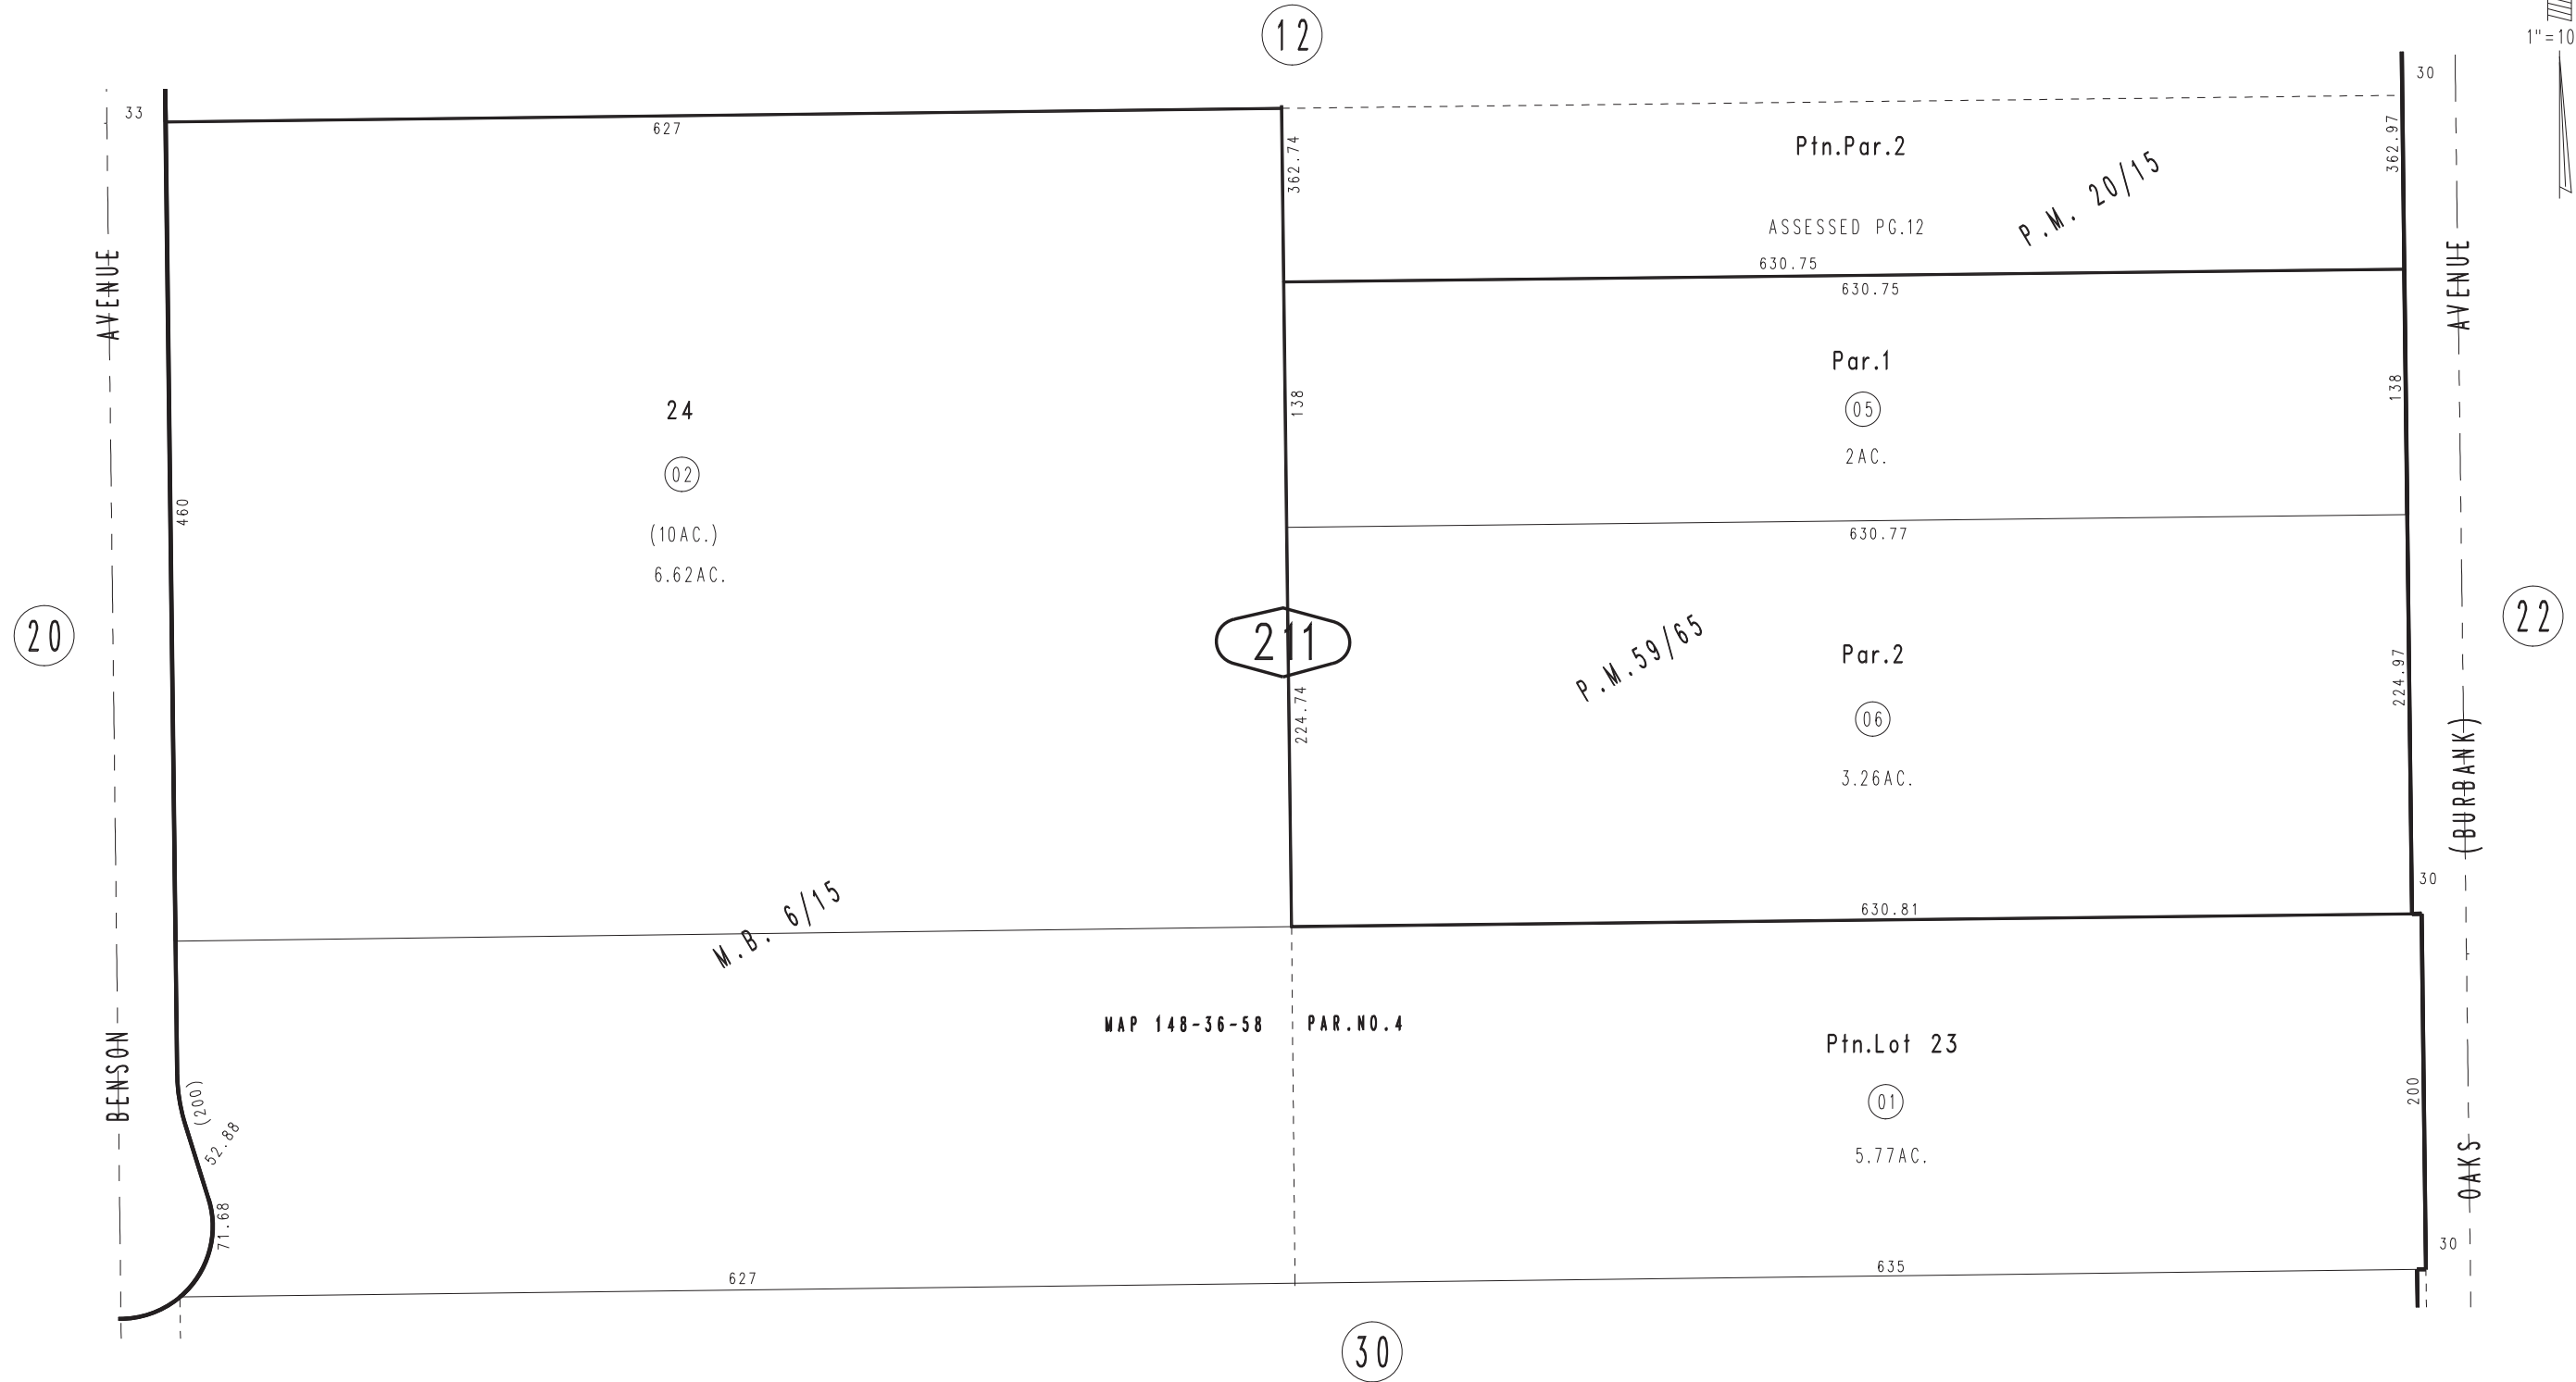 12
1"=10
33
627
30
362.74
Ptn.Par.2
362.97
P.M. 20/15
ASSESSED PG.12
630.75
630.75
AVENUE
AVENUE
Par.1
138
05
138
2AC.
24
02
460
(10AC.)
6.62AC.
630.77
20
211
22
P.M.59/65
Par.2
224.74
224.97
06
3.26AC.
(BURBANK)
30
630.81
M.B. 6/15
MAP 148-36-58 PAR.NO.4
Ptn.Lot 23
BENSON
(200)
52.88
01
200
5.77AC.
OAKS
71.68
30
627
635
30